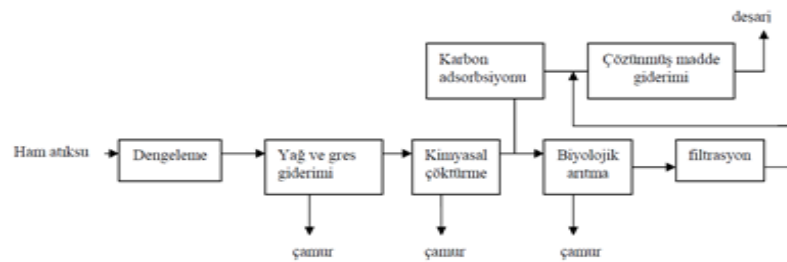 deşarj
Karbon
adsorbsiyonu
Çözünmüş madde
giderimi
Ham atıksu
Dengeleme
Yağ ve gres
giderimi
Kimyasal
çöktürme
Biyolojik
arıtma
filtrasyon
çamur
çamur
çamur